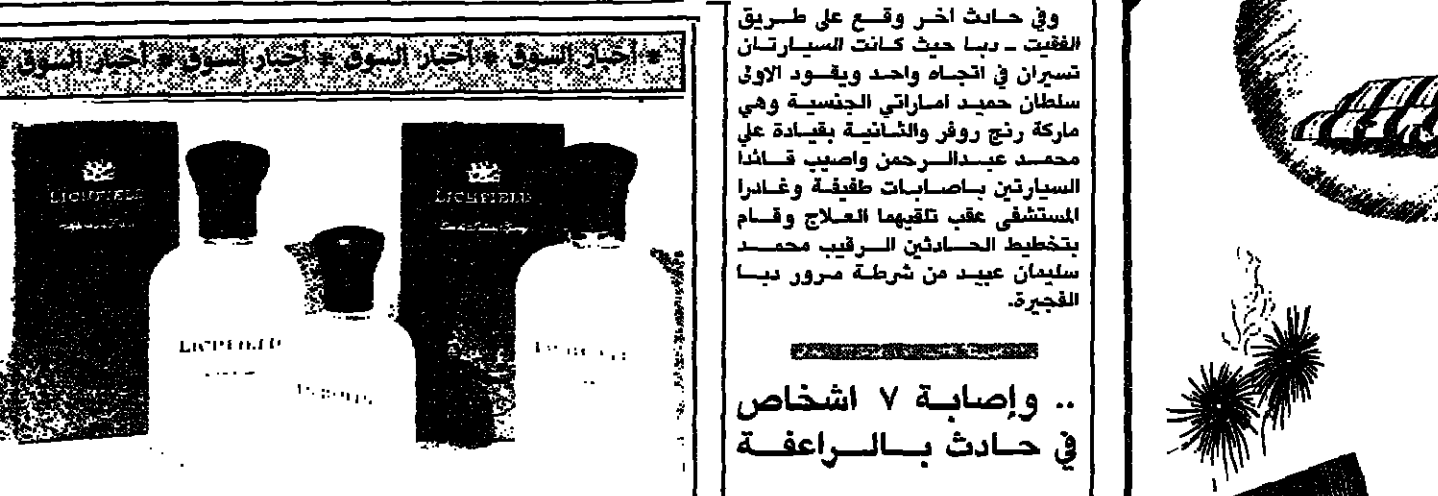 وفي حادث اخر وقع على طريق
الفقيت - دبا حيث كانت السيارتان
تسيران في اتجاه واحد ويقود الاولى
سلطان حميد اماراتي الجنسية وهي
ماركة رنج روفر والثانية بقيادة علي
محمد عبدالرحمن واصيب قائدا
السيارتين باصابات طفيفة وغادرا
المستشفى عقب تلقيهما العلاج وقام
بتخطيط الحادثين الرقيب محمد
سليمان عبيد من شرطة مرور دبا
الفجيرة.
.. وإصابة ٧ اشخاص
في حادث بالراعفة
* أخبار السوق * أخبار السوق * أخبار السوق * أخبار السوق * أخبار السوق *
LICHFIELD
LICHFIELD
LICHFIELD